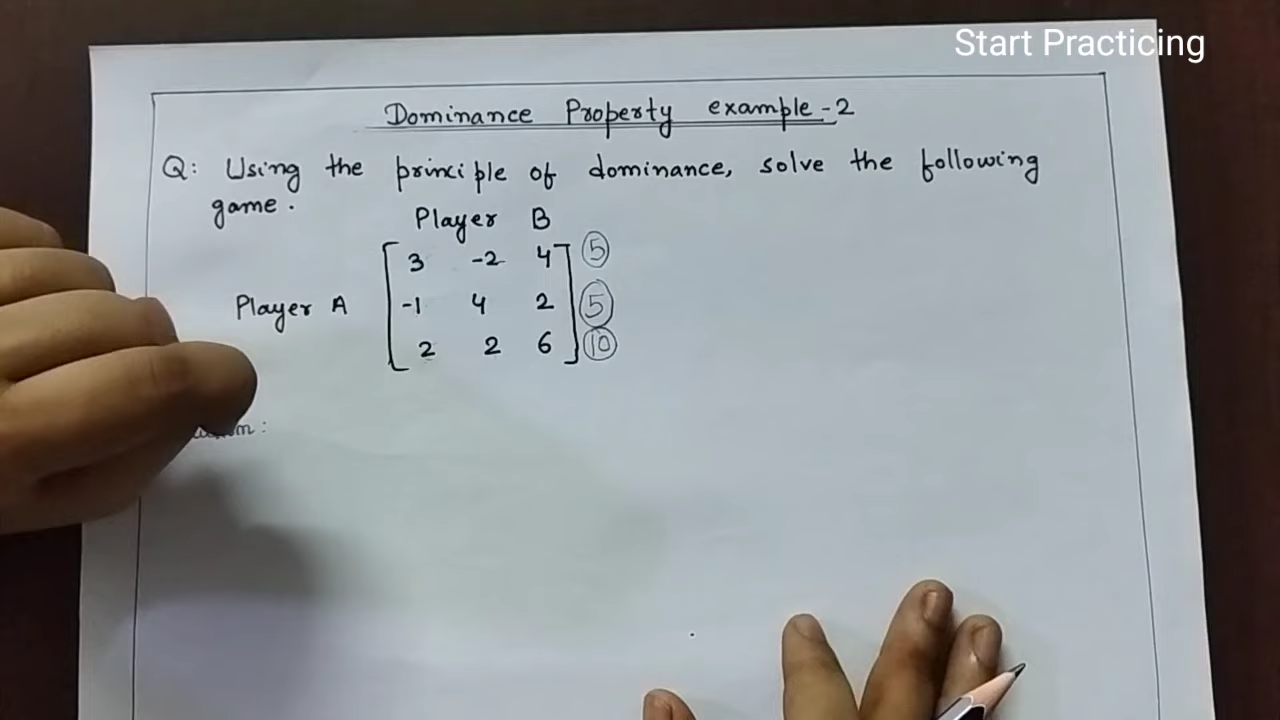 Start Practicing
Dominance Property example-2
Q: Using the principle of dominance, solve the following
game.
Player B
3 -2 4 5
Player A -1 4 2 5
2 2 6 10